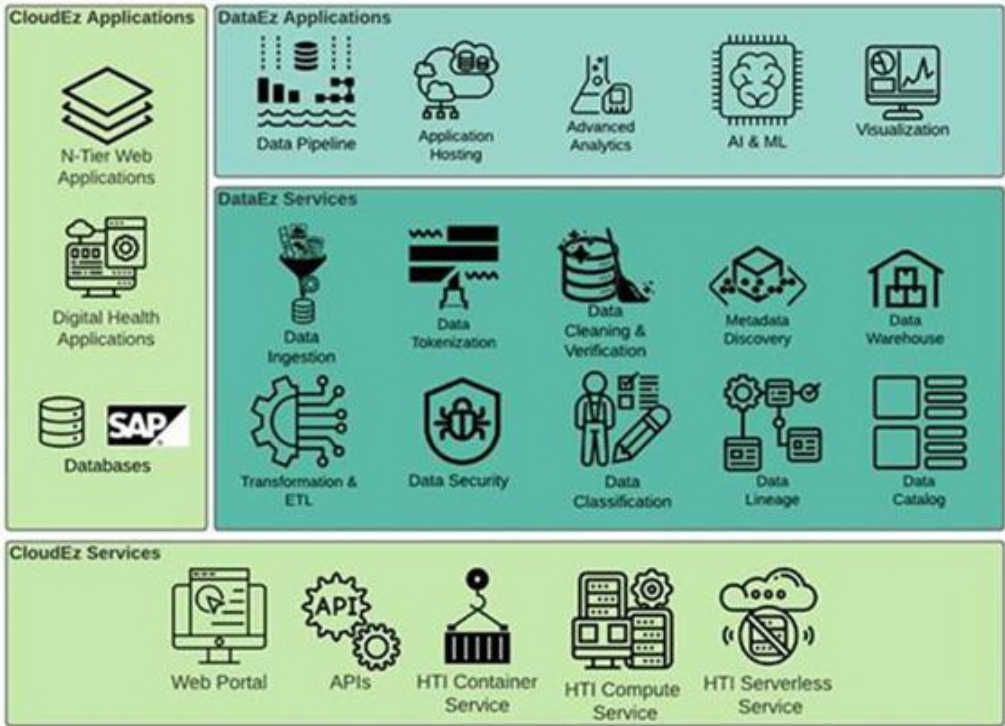 CloudEz Applications
N-Tier Web
Applications
Digital Health
Applications
SAP
Databases
DataEz Applications
Data Pipeline
Application
Hosting
Advanced
Analytics
AI & ML
Visualization
DataEz Services
Data
Ingestion
Data
Tokenization
Data
Cleaning &
Verification
Metadata
Discovery
Data
Warehouse
Transformation &
ETL
Data Security
Data
Classification
Data
Lineage
Data
Catalog
CloudEz Services
Web Portal
API
APIs
HTI Container
Service
HTI Compute
Service
HTI Serverless
Service